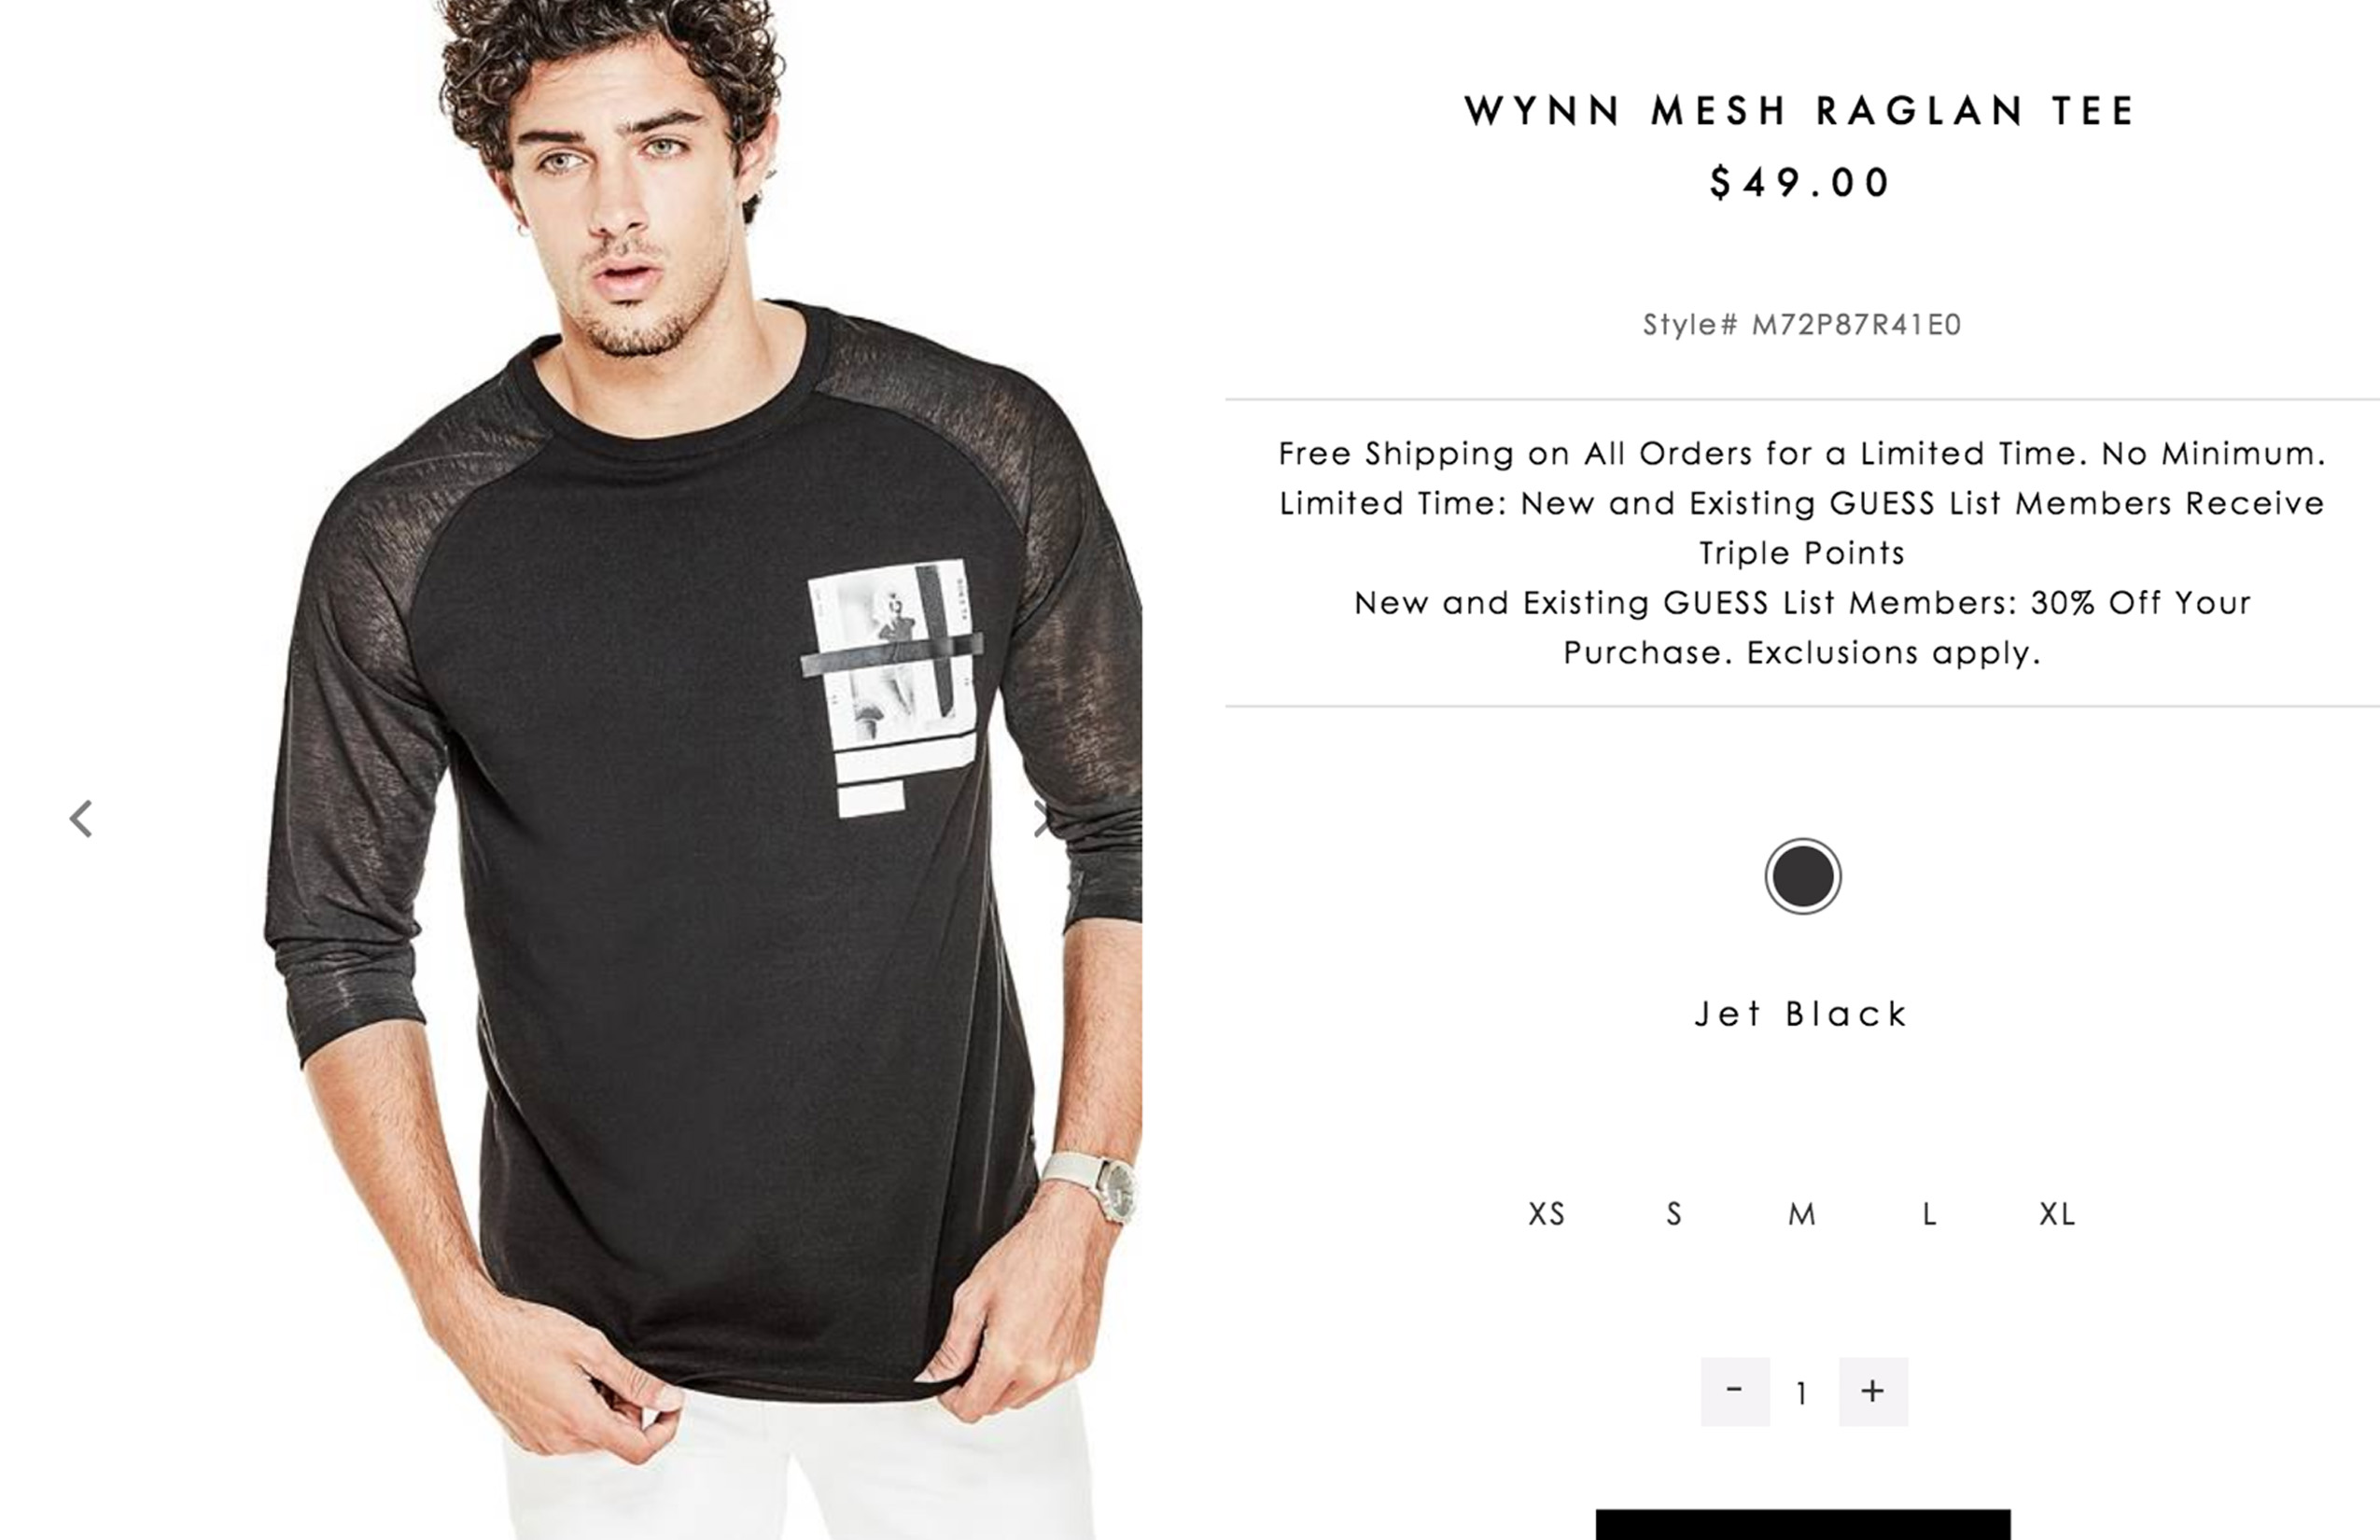 WYNN MESH RAGLAN TEE
$49.00
Style# M72P87R41E0
Free Shipping on All Orders for a Limited Time. No Minimum.
Limited Time: New and Existing GUESS List Members Receive
Triple Points
New and Existing GUESS List Members: 30% Off Your
Purchase. Exclusions apply.
Jet Black
XS S M L XL
- 1 +